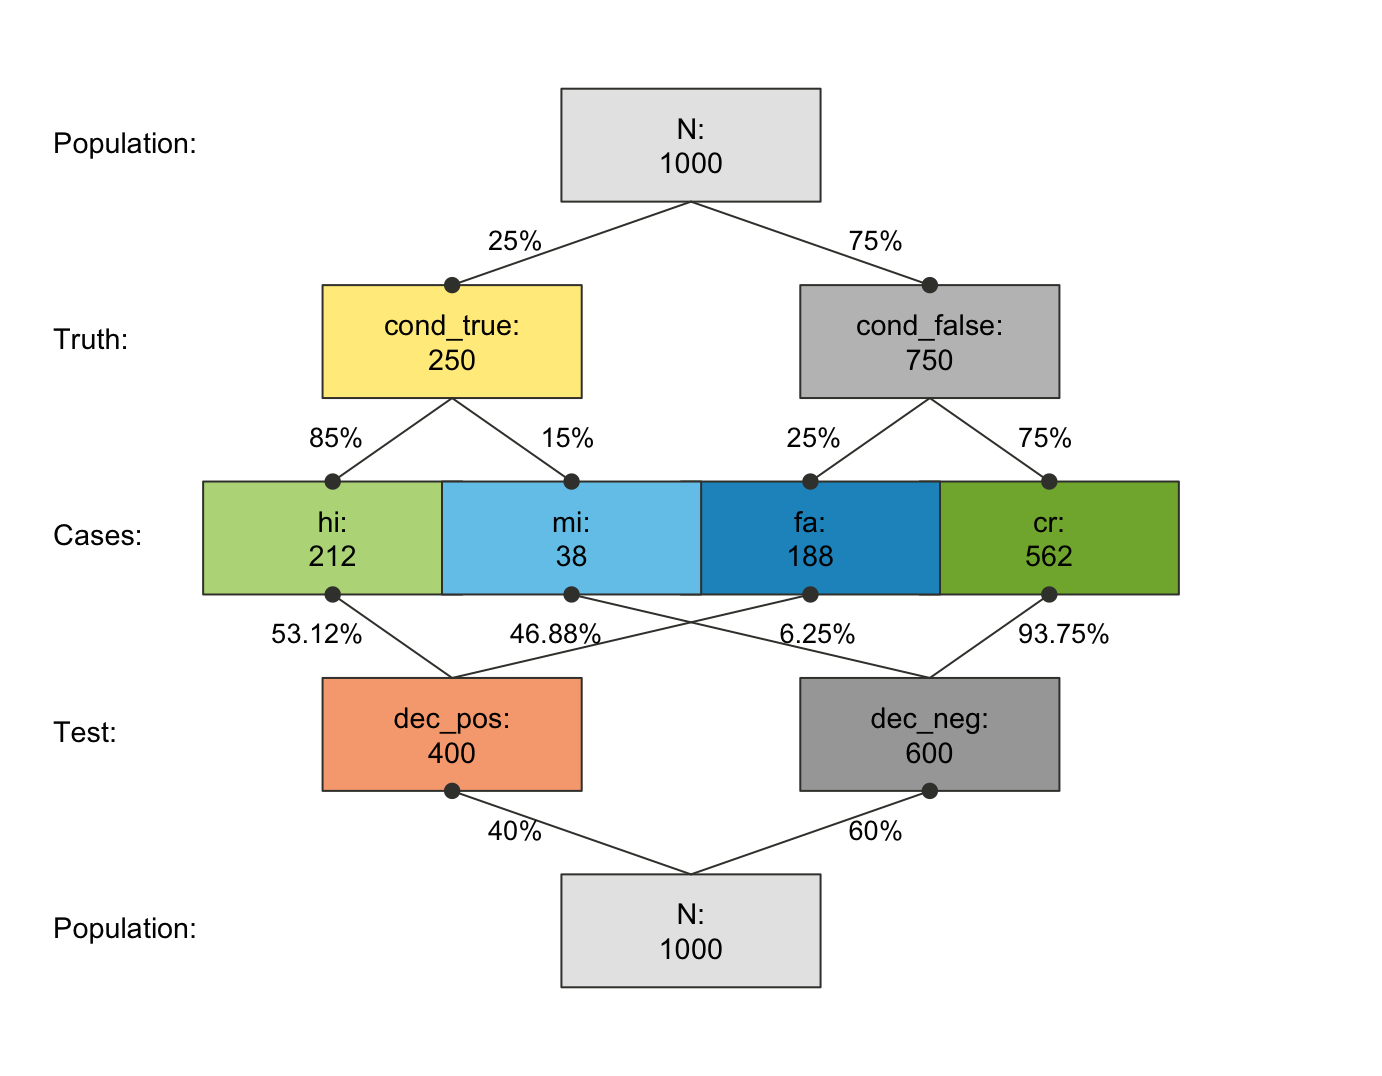 N:
Population:
1000
25%
75%
cond_true:
cond_false:
Truth:
250
750
85%
15%
25%
75%
hi:
mi:
fa:
cr:
Cases:
212
38
188
562
53.12%
46.88%
6.25%
93.75%
dec_pos:
dec_neg:
Test:
400
600
40%
60%
N:
Population:
1000